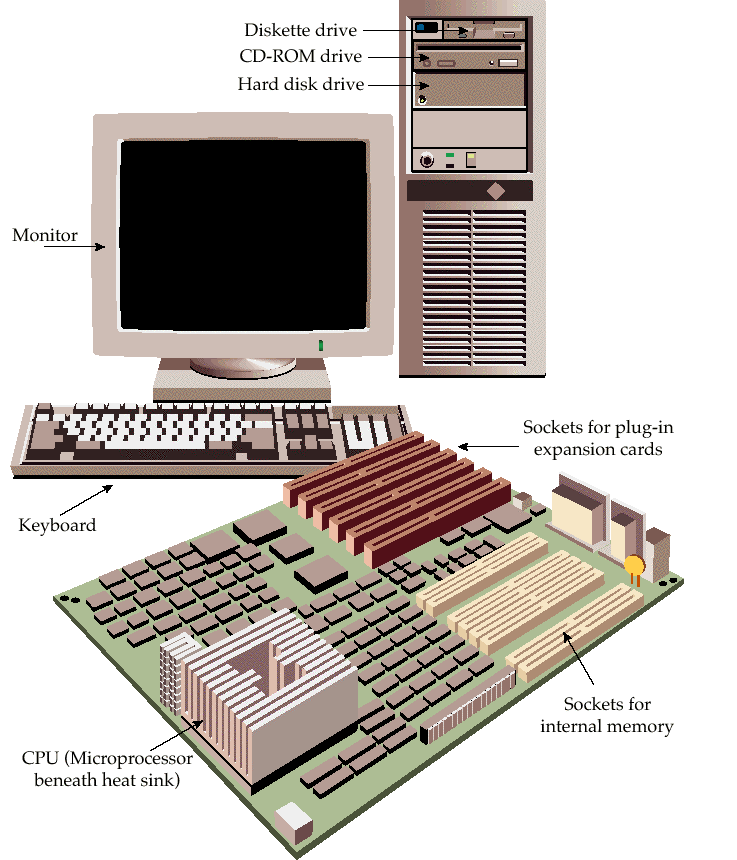 Diskette drive
CD-ROM drive
Hard disk drive
Monitor
Sockets for plug-in
expansion cards
Keyboard
Sockets for
internal memory
CPU (Microprocessor
beneath heat sink)